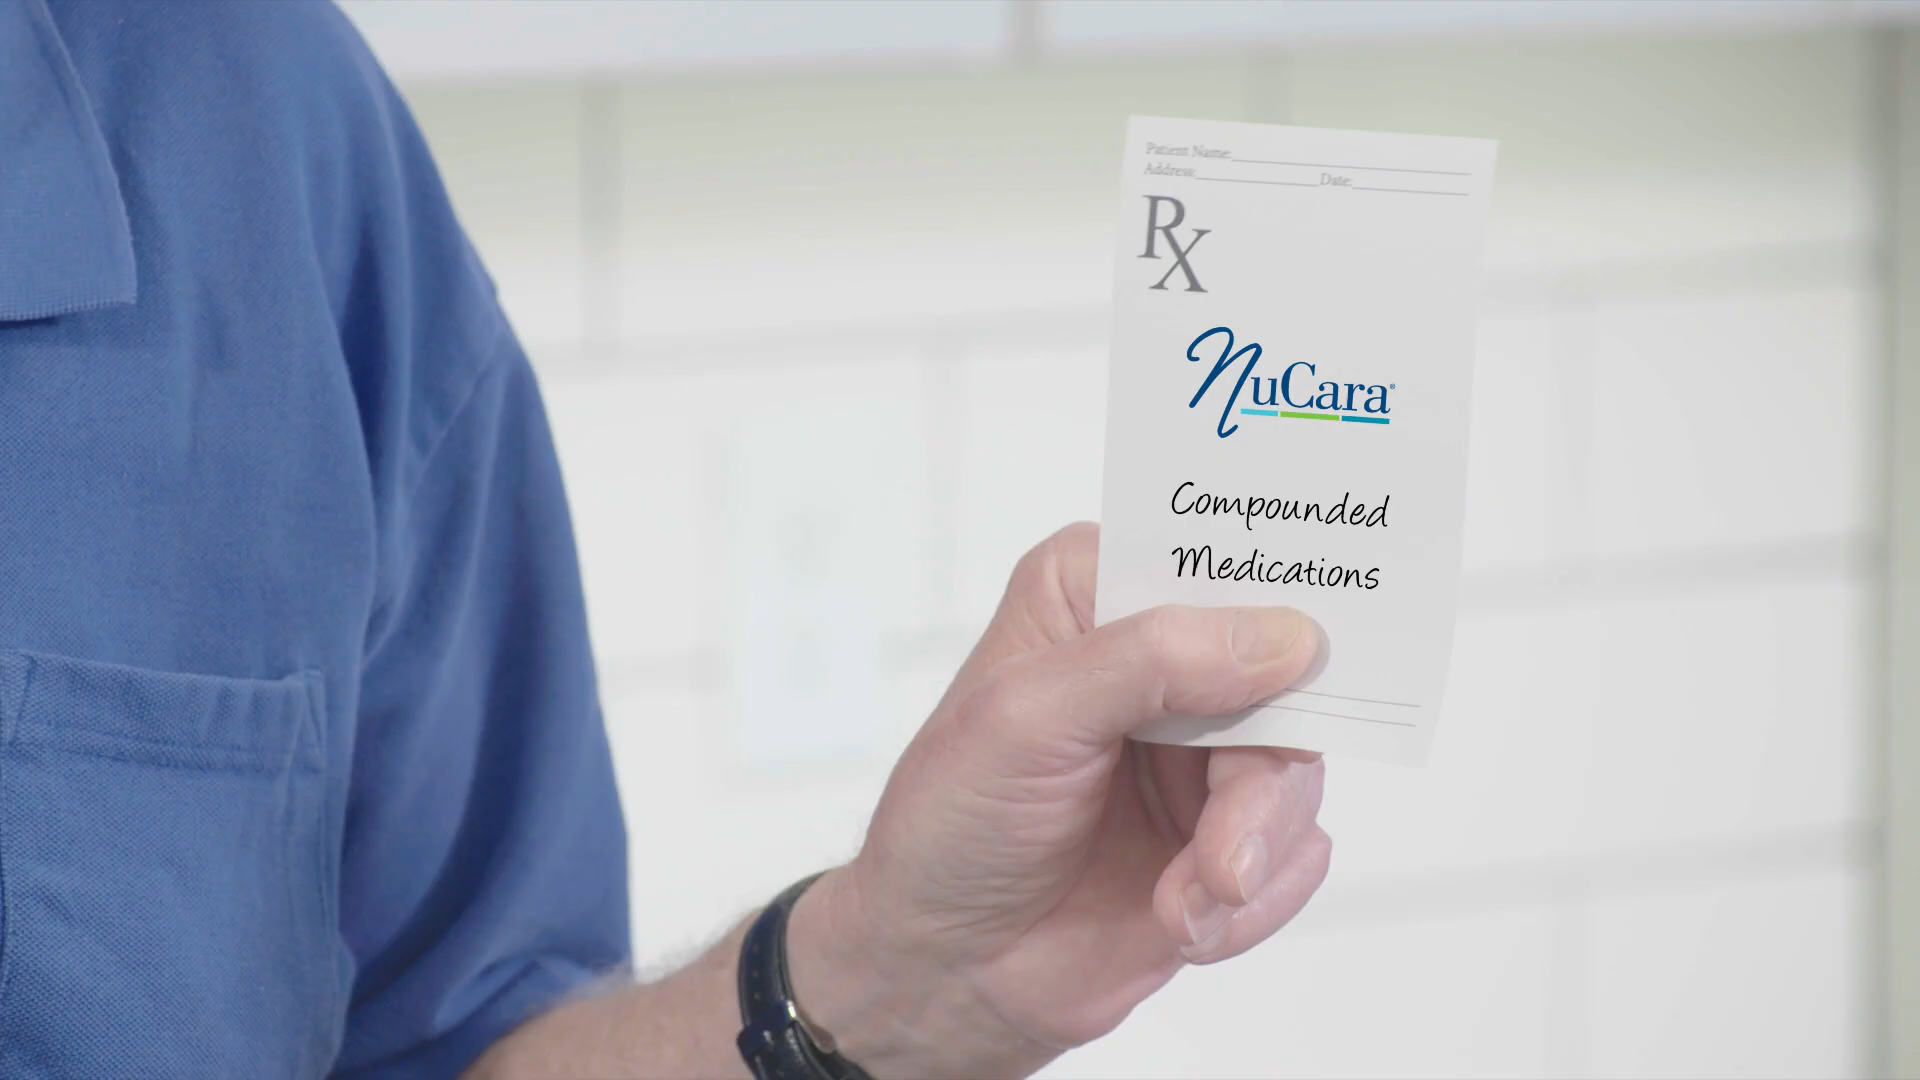 Patient Name:
Address: Date:
RX
NuCara®
Compounded
Medications